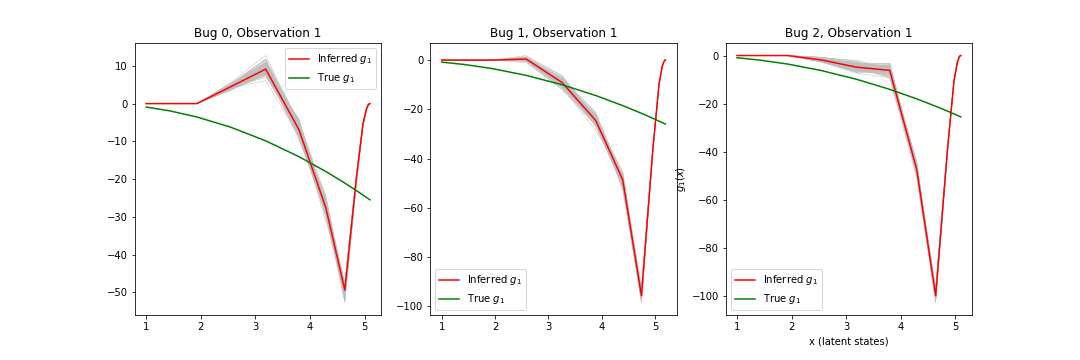 Bug 0, Observation 1
Inferred g₁
True g₁
10
0
−10
−20
−30
−40
−50
1 2 3 4 5
Bug 1, Observation 1
Inferred g₁
True g₁
0
−20
−40
−60
−80
−100
1 2 3 4 5
Bug 2, Observation 1
g₁(x)
Inferred g₁
True g₁
0
−20
−40
−60
−80
−100
1 2 3 4 5
x (latent states)